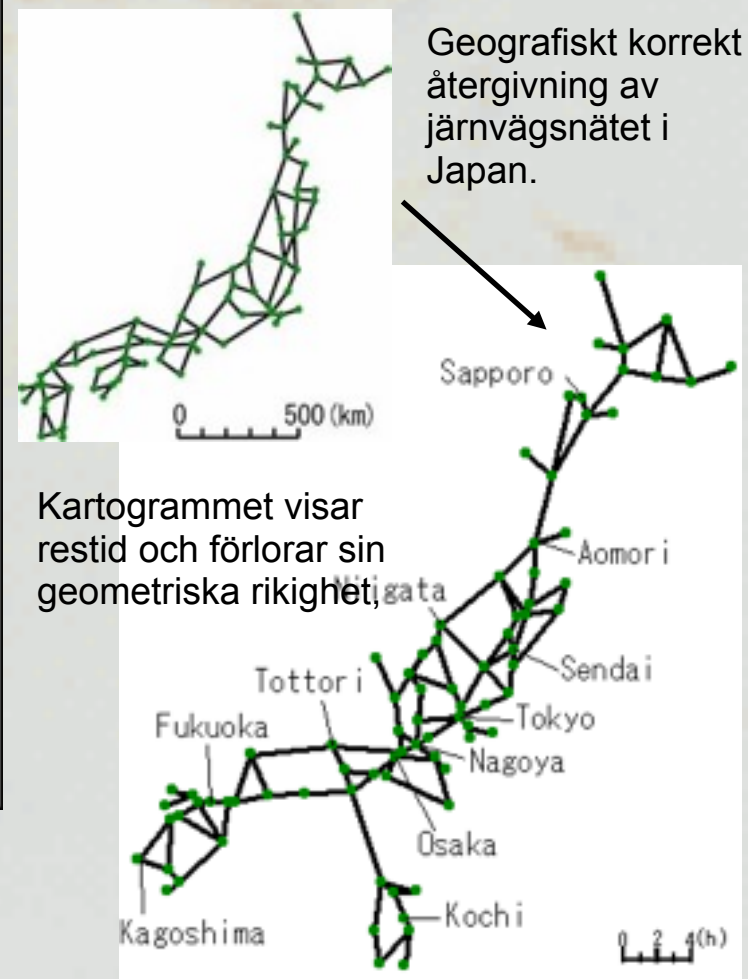 Geografiskt korrekt
återgivning av
järnvägsnätet i
Japan.
0 500 (km)
Kartogrammet visar
restid och förlorar sin
geometriska rikighet,
Sapporo
Aomori
Niigata
Sendai
Tottori
Tokyo
Fukuoka
Nagoya
Osaka
Kochi
Kagoshima
0 2 4(h)